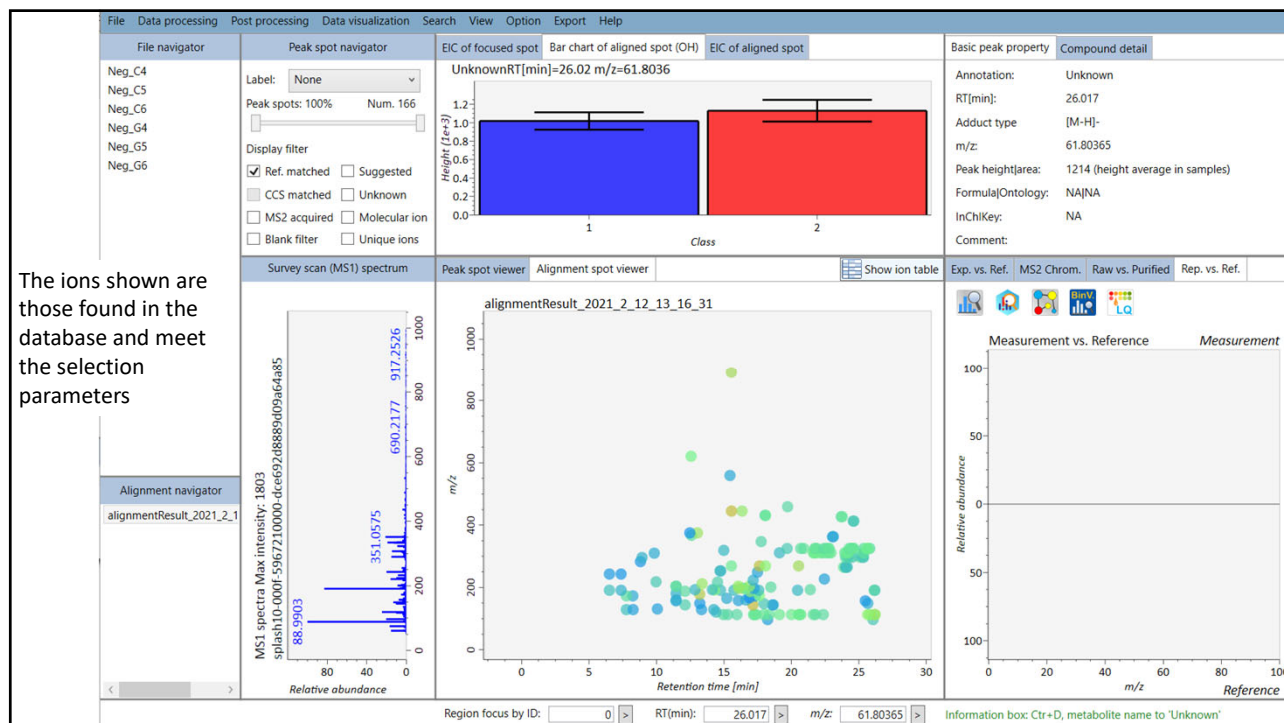 File Data processing Post processing Data visualization Search View Option Export Help
File navigator
Neg_C4
Neg_C5
Neg_C6
Neg_G4
Neg_G5
Neg_G6
The ions shown are
those found in the
database and meet
the selection
parameters
Alignment navigator
alignmentResult_2021_2_1
Peak spot navigator
Label: None
Peak spots: 100% Num. 166
Display filter
Ref. matched Suggested
CCS matched Unknown
MS2 acquired Molecular ion
Blank filter Unique ions
EIC of focused spot Bar chart of aligned spot (OH) EIC of aligned spot
UnknownRT[min]=26.02 m/z=61.8036
Height (1e+3)
1.2
1.0
0.8
0.6
0.4
0.2
0.0
1 2
Class
Basic peak property Compound detail
Annotation: Unknown
RT[min]: 26.017
Adduct type [M-H]-
m/z: 61.80365
Peak height|area: 1214 (height average in samples)
Formula|Ontology: NA|NA
InChIKey: NA
Comment:
Survey scan (MS1) spectrum
MS1 spectra Max intensity: 1803
splash10-000f-5967210000-dce692d8889d09a64a85
917.2526
690.2177
351.0575
88.9903
1000
800
600
400
200
0
80 40 0
Relative abundance
Peak spot viewer Alignment spot viewer Show ion table
alignmentResult_2021_2_12_13_16_31
m/z
1000
800
600
400
200
0
0 5 10 15 20 25 30
Retention time [min]
Exp. vs. Ref. MS2 Chrom. Raw vs. Purified Rep. vs. Ref.
BinV.
LQ
Measurement vs. Reference Measurement
Relative abundance
100
50
0
50
100
0 20 40 60 80 100
m/z Reference
Region focus by ID: 0 > RT(min): 26.017 > m/z: 61.80365 > Information box: Ctr+D, metabolite name to 'Unknown'